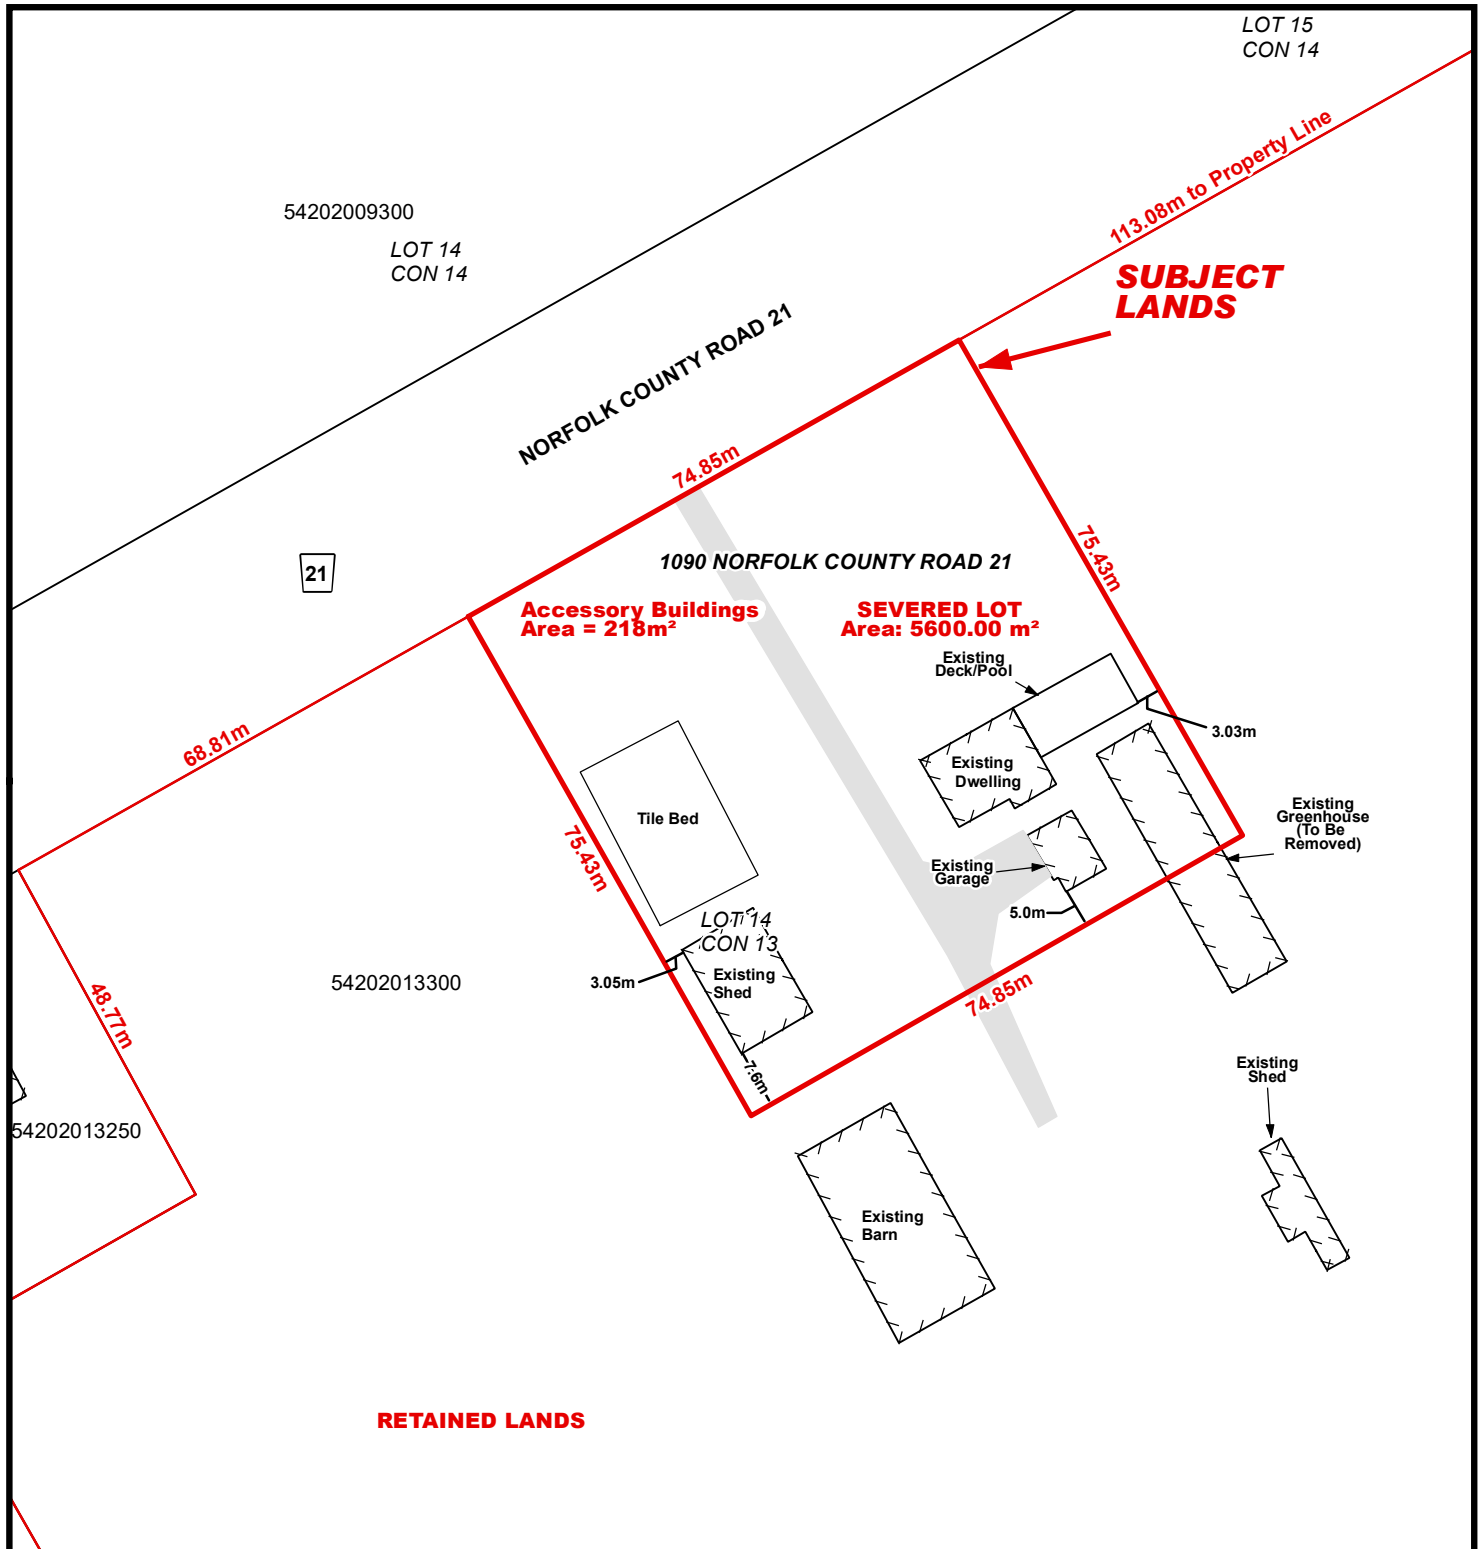 LOT 15
CON 14
113.08m to Property Line
54202009300
LOT 14
CON 14
SUBJECT
LANDS
NORFOLK COUNTY ROAD 21
74.85m
75.43m
21
1090 NORFOLK COUNTY ROAD 21
Accessory Buildings
Area = 218m²
SEVERED LOT
Area: 5600.00 m²
Existing
Deck/Pool
68.81m
3.03m
Existing
Dwelling
Tile Bed
Existing
Greenhouse
(To Be
Removed)
75.43m
Existing
Garage
5.0m
LOT 14
CON 13
54202013300
3.05m
Existing
Shed
74.85m
48.77m
7.6m
Existing
Shed
54202013250
Existing
Barn
RETAINED LANDS